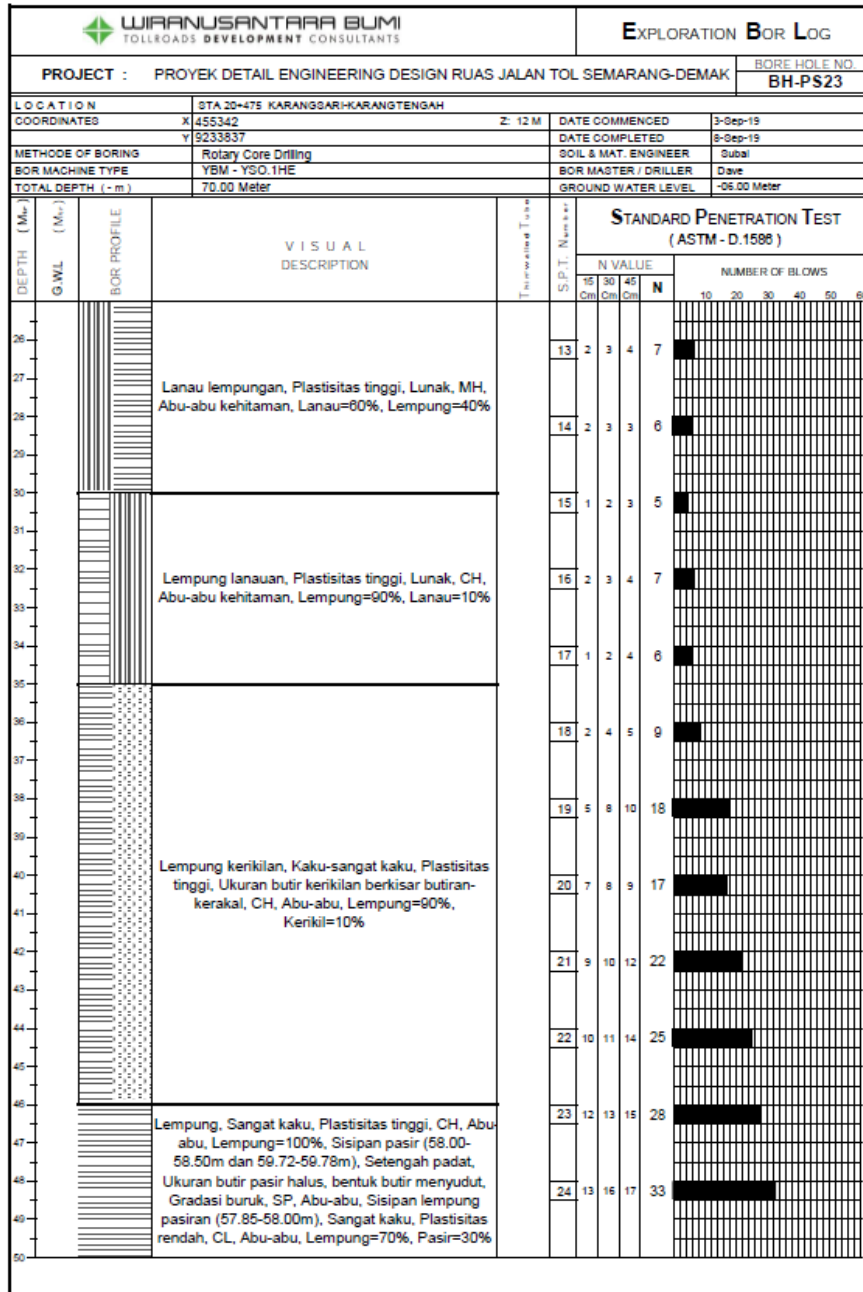 WIRANUSANTARA BUMI
TOLLROADS DEVELOPMENT CONSULTANTS
EXPLORATION BOR LOG
PROJECT : PROYEK DETAIL ENGINEERING DESIGN RUAS JALAN TOL SEMARANG-DEMAK
BORE HOLE NO.
BH-PS23
LOCATION STA 20+475 KARANGSARI-KARANGTENGAH
COORDINATES X 455342 Z: 12 M DATE COMMENCED 3-Sep-19
Y 9233837 DATE COMPLETED 8-Sep-19
METHODE OF BORING Rotary Core Drilling SOIL & MAT. ENGINEER Subai
BOR MACHINE TYPE YBM - YSO.1HE BOR MASTER / DRILLER Dave
TOTAL DEPTH ( - m ) 70.00 Meter GROUND WATER LEVEL -06.00 Meter
DEPTH (Mtr)
G.W.L (Mtr)
BOR PROFILE
VISUAL
DESCRIPTION
Thinwalled Tube
S.P.T. Number
STANDARD PENETRATION TEST
( ASTM - D.1586 )
N VALUE
15 30 45 N
Cm Cm Cm
NUMBER OF BLOWS
10 20 30 40 50 60
26
13 2 3 4 7
27
Lanau lempungan, Plastisitas tinggi, Lunak, MH,
Abu-abu kehitaman, Lanau=60%, Lempung=40%
28
14 2 3 3 6
29
30
15 1 2 3 5
31
32
Lempung lanauan, Plastisitas tinggi, Lunak, CH,
Abu-abu kehitaman, Lempung=90%, Lanau=10%
16 2 3 4 7
33
34
17 1 2 4 6
35
36
18 2 4 5 9
37
38
19 5 8 10 18
39
Lempung kerikilan, Kaku-sangat kaku, Plastisitas
tinggi, Ukuran butir kerikilan berkisar butiran-
kerakal, CH, Abu-abu, Lempung=90%,
Kerikil=10%
40
20 7 8 9 17
41
42
21 9 10 12 22
43
44
22 10 11 14 25
45
46
23 12 13 15 28
47
Lempung, Sangat kaku, Plastisitas tinggi, CH, Abu-
abu, Lempung=100%, Sisipan pasir (58.00-
58.50m dan 59.72-59.78m), Setengah padat,
Ukuran butir pasir halus, bentuk butir menyudut,
Gradasi buruk, SP, Abu-abu, Sisipan lempung
pasiran (57.85-58.00m), Sangat kaku, Plastisitas
rendah, CL, Abu-abu, Lempung=70%, Pasir=30%
48
24 13 16 17 33
49
50